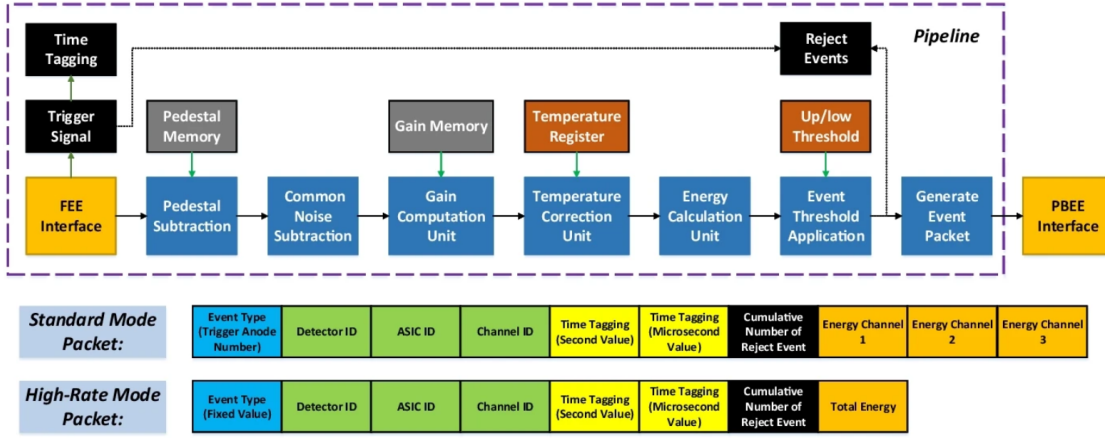 Time
Tagging
Reject
Events
Pipeline
Trigger
Signal
Pedestal
Memory
Gain Memory
Temperature
Register
Up/low
Threshold
FEE
Interface
Pedestal
Subtraction
Common
Noise
Subtraction
Gain
Computation
Unit
Temperature
Correction
Unit
Energy
Calculation
Unit
Event
Threshold
Application
Generate
Event
Packet
PBEE
Interface
Standard Mode
Packet:
Event Type
(Trigger Anode
Number)
Detector ID
ASIC ID
Channel ID
Time Tagging
(Second Value)
Time Tagging
(Microsecond
Value)
Cumulative
Number of
Reject Event
Energy Channel
1
Energy Channel
2
Energy Channel
3
High-Rate Mode
Packet:
Event Type
(Fixed Value)
Detector ID
ASIC ID
Channel ID
Time Tagging
(Second Value)
Time Tagging
(Microsecond
Value)
Cumulative
Number of
Reject Event
Total Energy